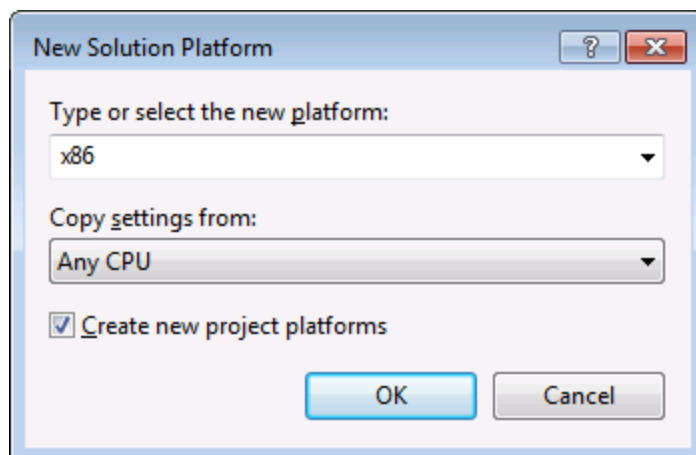 New Solution Platform
Type or select the new platform:
x86
Copy settings from:
Any CPU
Create new project platforms
OK Cancel